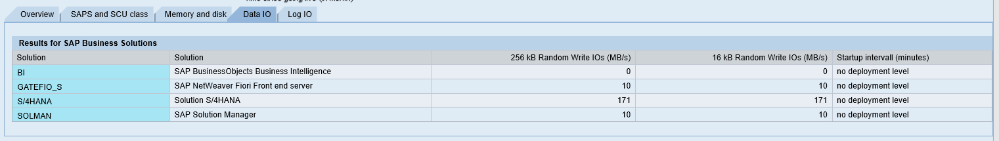 Overview SAPS and SCU class Memory and disk Data IO Log IO
Results for SAP Business Solutions
Solution Solution 256 kB Random Write IOs (MB/s) 16 kB Random Write IOs (MB/s) Startup intervall (minutes)
BI SAP BusinessObjects Business Intelligence 0 0 no deployment level
GATEFIO_S SAP NetWeaver Fiori Front end server 10 10 no deployment level
S/4HANA Solution S/4HANA 171 171 no deployment level
SOLMAN SAP Solution Manager 10 10 no deployment level